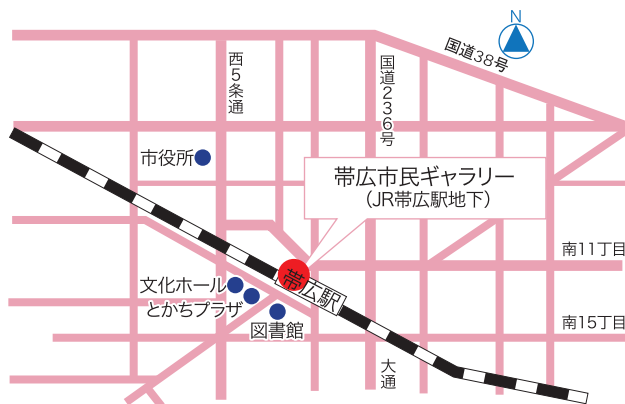 N
国道38号
西5条通
国道236号
市役所
帯広市民ギャラリー
(JR帯広駅地下)
南11丁目
帯広駅
文化ホール
とかちプラザ
図書館
南15丁目
大通